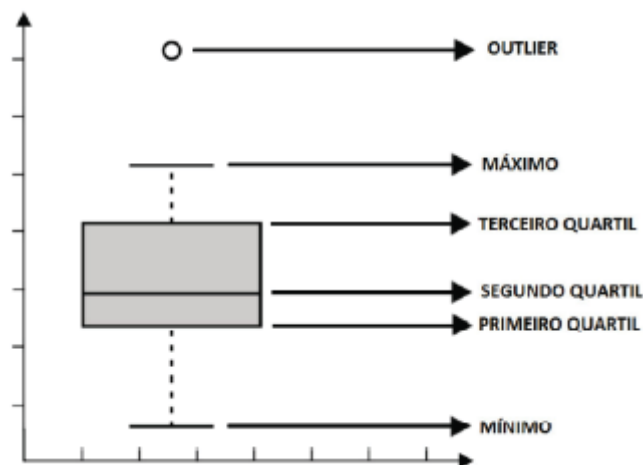 OUTLIER
MÁXIMO
TERCEIRO QUARTIL
SEGUNDO QUARTIL
PRIMEIRO QUARTIL
MÍNIMO